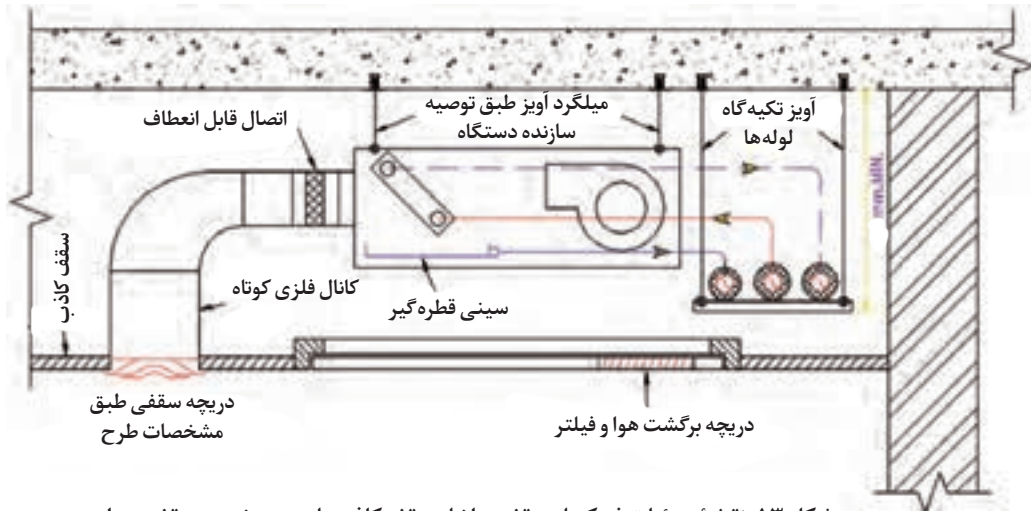 میلگرد آویز طبق توصیه
سازنده دستگاه
آویز تکیه‌گاه
لوله‌ها
اتصال قابل انعطاف
MIN.
سقف کاذب
کانال فلزی کوتاه
سینی قطره‌گیر
دریچه سقفی طبق
مشخصات طرح
دریچه برگشت هوا و فیلتر